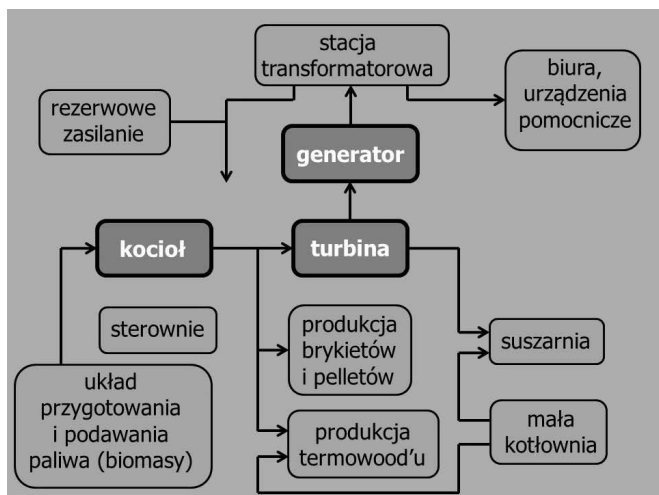 stacja
transformatorowa
biura,
urządzenia
pomocnicze
rezerwowe
zasilanie
generator
kocioł
turbina
sterownie
produkcja
brykietów
i pelletów
suszarnia
układ
przygotowania
i podawania
paliwa (biomasy)
produkcja
termowood’u
mała
kotłownia